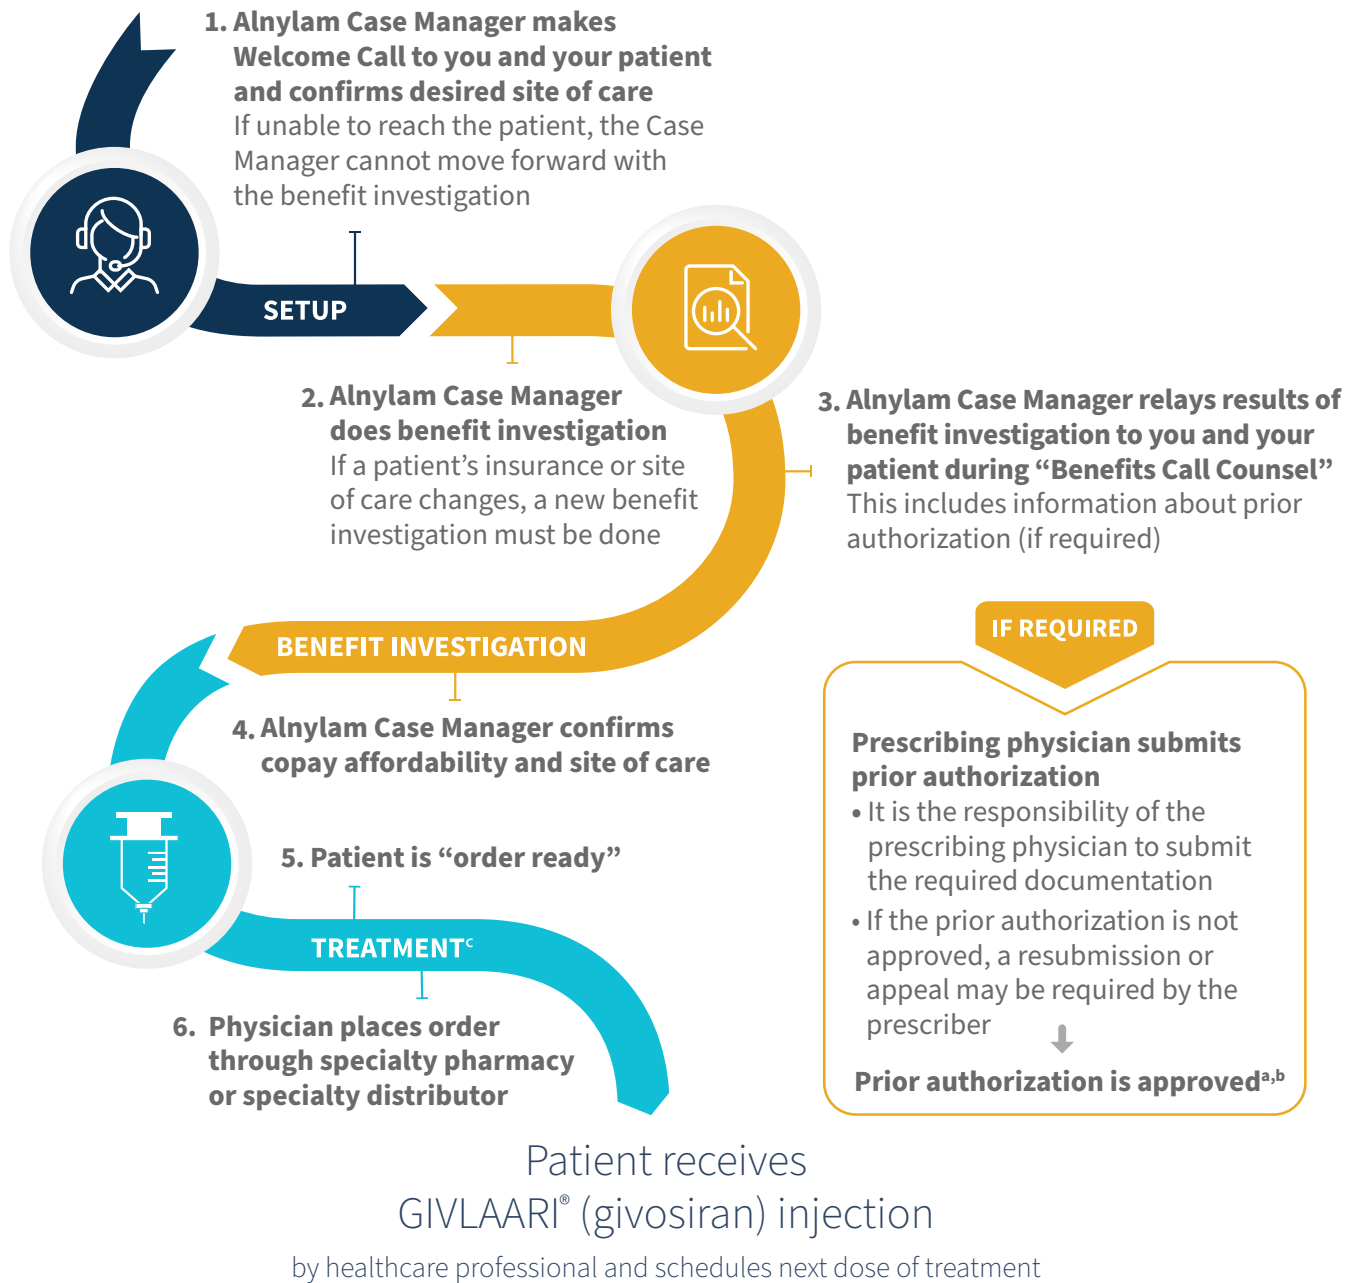 1. Alnylam Case Manager makes
Welcome Call to you and your patient
and confirms desired site of care
If unable to reach the patient, the Case
Manager cannot move forward with
the benefit investigation
SETUP
2. Alnylam Case Manager
does benefit investigation
If a patient’s insurance or site
of care changes, a new benefit
investigation must be done
3. Alnylam Case Manager relays results of
benefit investigation to you and your
patient during “Benefits Call Counsel”
This includes information about prior
authorization (if required)
IF REQUIRED
Prescribing physician submits
prior authorization
• It is the responsibility of the
prescribing physician to submit
the required documentation
• If the prior authorization is not
approved, a resubmission or
appeal may be required by the
prescriber
Prior authorization is approvedᵃ,ᵇ
BENEFIT INVESTIGATION
4. Alnylam Case Manager confirms
copay affordability and site of care
5. Patient is “order ready”
TREATMENTᶜ
6. Physician places order
through specialty pharmacy
or specialty distributor
Patient receives
GIVLAARI® (givosiran) injection
by healthcare professional and schedules next dose of treatment